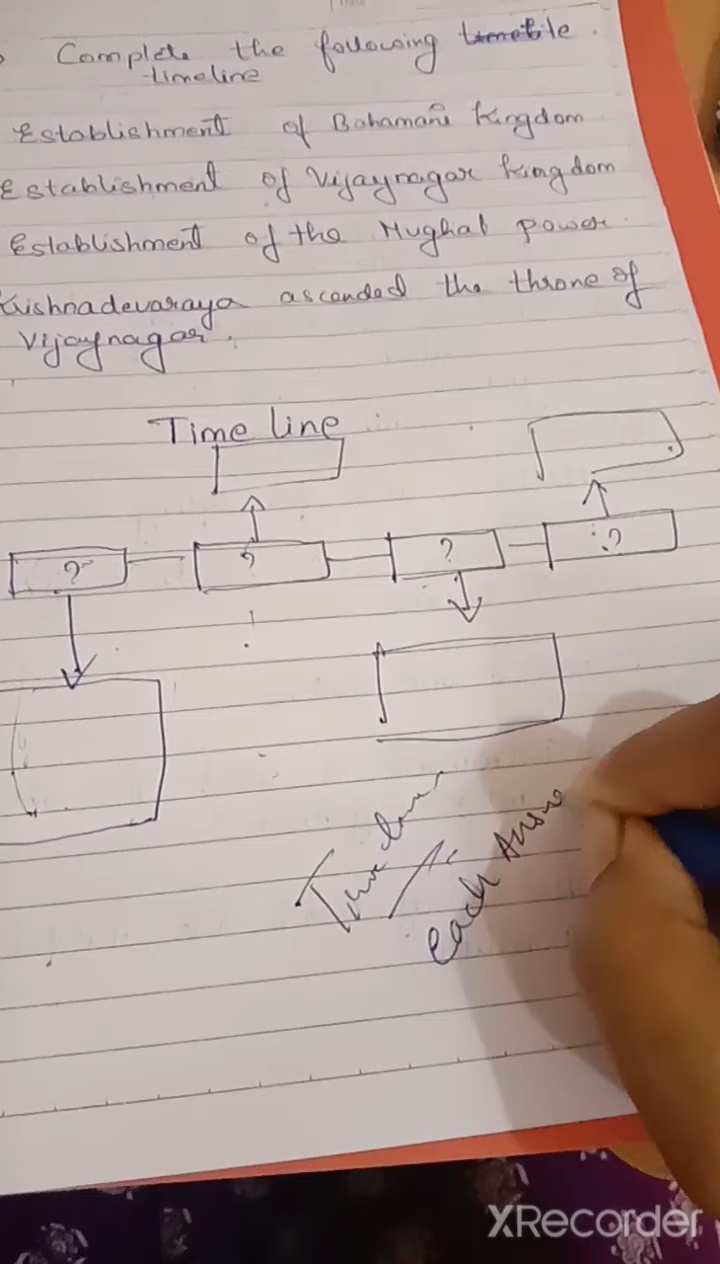 Complete the following
timeline
Establishment of Bahamani Kingdom
Establishment of Vijaynagar Kingdom
Establishment of the Mughal power.
Krishnadevaraya ascended the throne of
Vijaynagar.
Time line
? ? ? ?
each
XRecorder